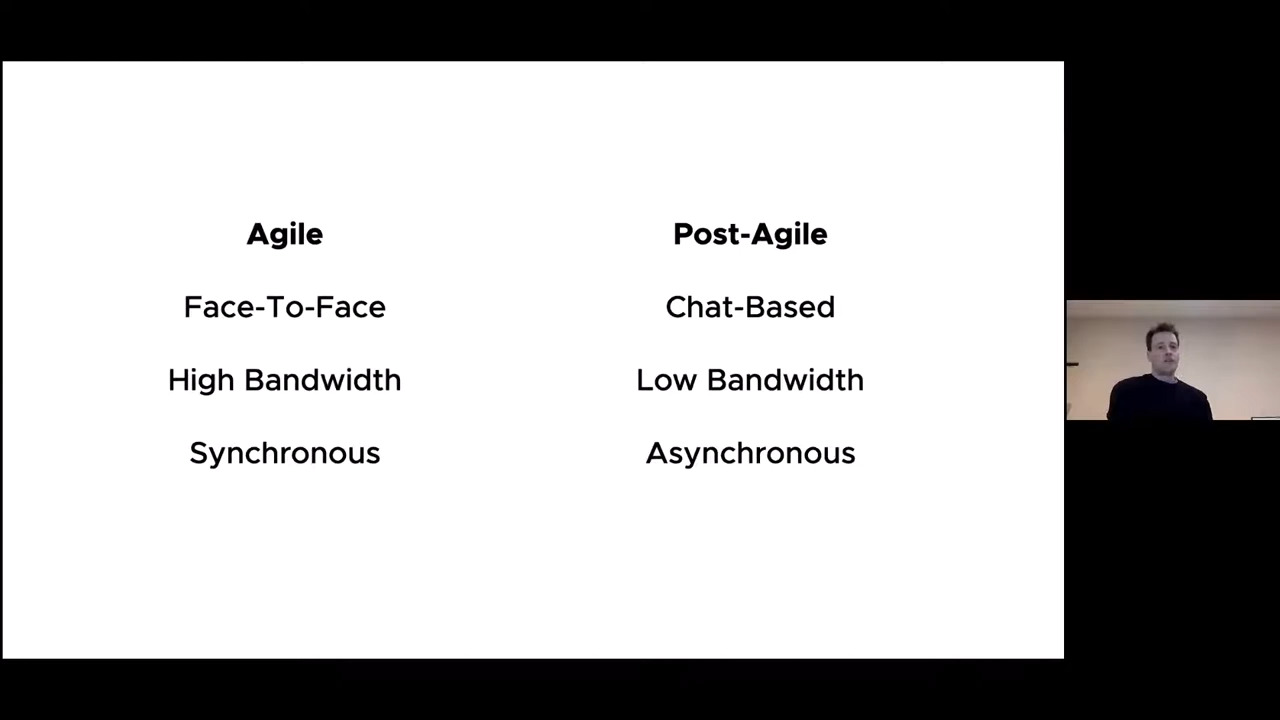 Agile
Post-Agile
Face-To-Face
Chat-Based
High Bandwidth
Low Bandwidth
Synchronous
Asynchronous